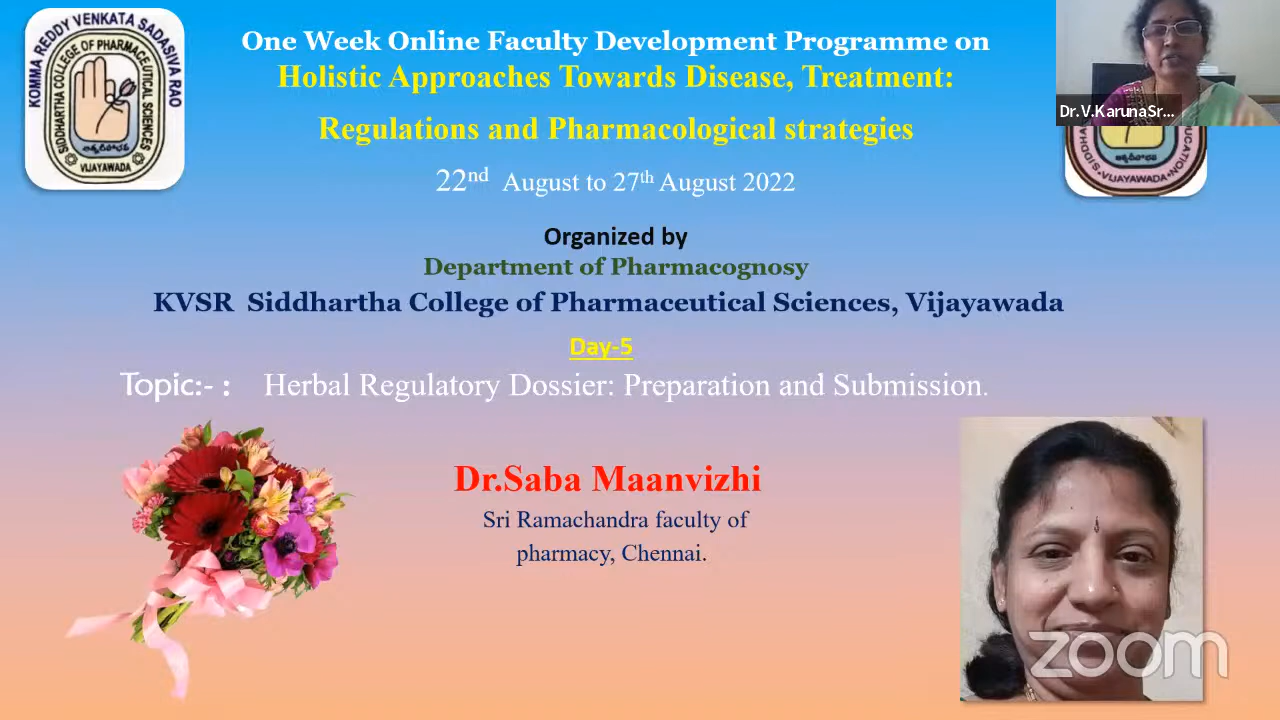 KOMMA REDDY VENKATA SADASIVA RAO
SIDDHARTHA COLLEGE OF PHARMACEUTICAL SCIENCES
VIJAYAWADA
One Week Online Faculty Development Programme on
Holistic Approaches Towards Disease, Treatment:
Regulations and Pharmacological strategies
22nd August to 27th August 2022
Dr.V.KarunaSr...
VIJAYAWADA
Organized by
Department of Pharmacognosy
KVSR Siddhartha College of Pharmaceutical Sciences, Vijayawada
Day-5
Topic:- : Herbal Regulatory Dossier: Preparation and Submission.
Dr.Saba Maanvizhi
Sri Ramachandra faculty of
pharmacy, Chennai.
zoom